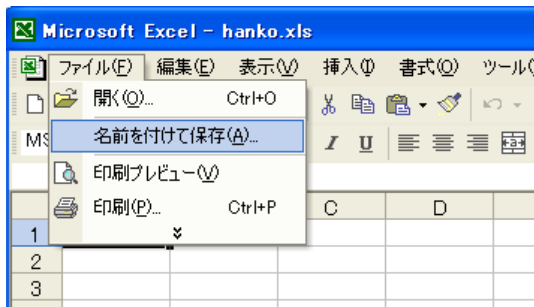 Microsoft Excel - hanko.xls
ファイル(F) 編集(E) 表示(V) 挿入(I) 書式(O) ツール(
開く(O)... Ctrl+O
MS 名前を付けて保存(A)... I U
印刷プレビュー(V)
印刷(P)... Ctrl+P
C D
1
2
3